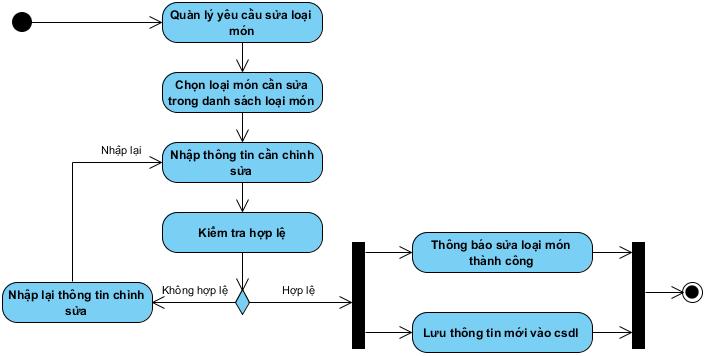 Quàn lý yêu cầu sửa loại
món
Chọn loại món cần sửa
trong danh sách loại món
Nhập lại
Nhập thông tin cần chỉnh
sửa
Kiểm tra hợp lệ
Thông báo sửa loại món
thành công
Nhập lại thông tin chỉnh
sửa
Không hợp lệ
Hợp lệ
Lưu thông tin mới vào csdl